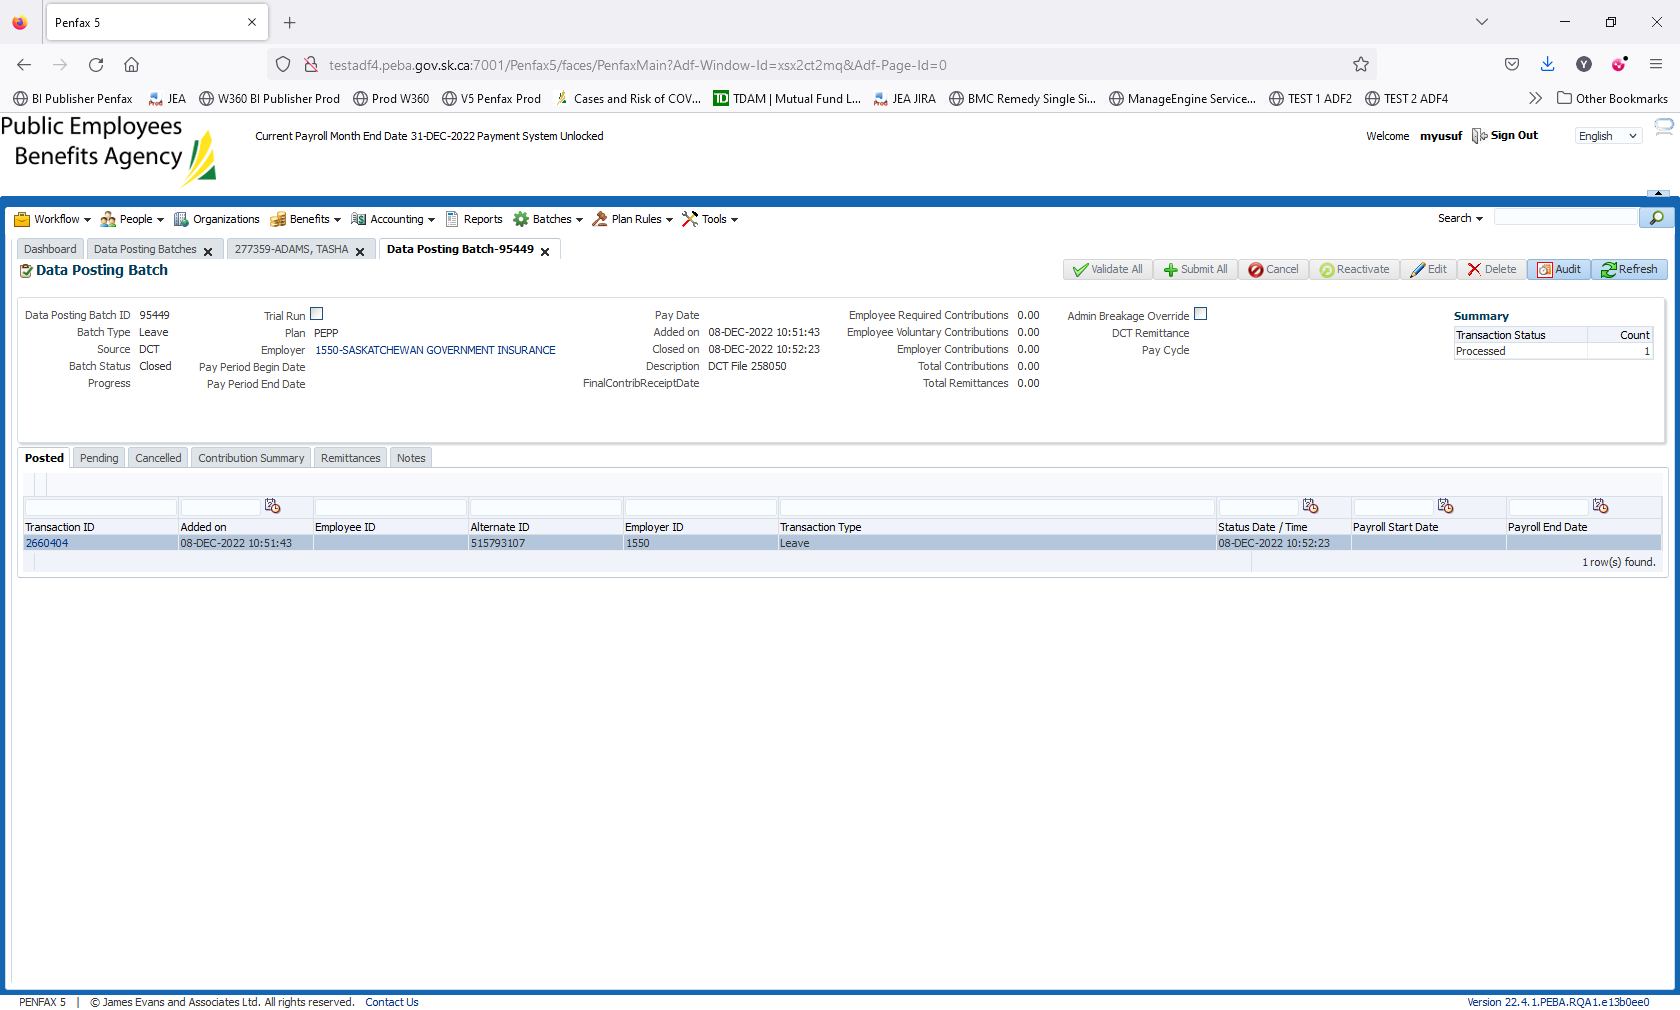 Penfax 5
testadf4.peba.gov.sk.ca:7001/Penfax5/faces/PenfaxMain?Adf-Window-Id=xsx2ct2mq&Adf-Page-Id=0
BI Publisher Penfax JEA W360 BI Publisher Prod Prod W360 V5 Penfax Prod Cases and Risk of COV... TD TDAM | Mutual Fund L... JEA JIRA BMC Remedy Single Si... ManageEngine Service... TEST 1 ADF2 TEST 2 ADF4 Other Bookmarks
Public Employees
Benefits Agency
Current Payroll Month End Date 31-DEC-2022 Payment System Unlocked
Welcome myusuf Sign Out English
Workflow People Organizations Benefits Accounting Reports Batches Plan Rules Tools Search
Dashboard Data Posting Batches 277359-ADAMS, TASHA Data Posting Batch-95449
Data Posting Batch
Validate All Submit All Cancel Reactivate Edit Delete Audit Refresh
Data Posting Batch ID 95449
Batch Type Leave
Source DCT
Batch Status Closed
Progress
Trial Run
Plan PEPP
Employer 1550-SASKATCHEWAN GOVERNMENT INSURANCE
Pay Period Begin Date
Pay Period End Date
Pay Date
Added on 08-DEC-2022 10:51:43
Closed on 08-DEC-2022 10:52:23
Description DCT File 258050
FinalContribReceiptDate
Employee Required Contributions 0.00
Employee Voluntary Contributions 0.00
Employer Contributions 0.00
Total Contributions 0.00
Total Remittances 0.00
Admin Breakage Override
DCT Remittance
Pay Cycle
Summary
Transaction Status Count
Processed 1
Posted Pending Cancelled Contribution Summary Remittances Notes
Transaction ID Added on Employee ID Alternate ID Employer ID Transaction Type Status Date / Time Payroll Start Date Payroll End Date
2660404 08-DEC-2022 10:51:43 515793107 1550 Leave 08-DEC-2022 10:52:23
1 row(s) found.
PENFAX 5 | © James Evans and Associates Ltd. All rights reserved. Contact Us
Version 22.4.1.PEBA.RQA1.e13b0ee0